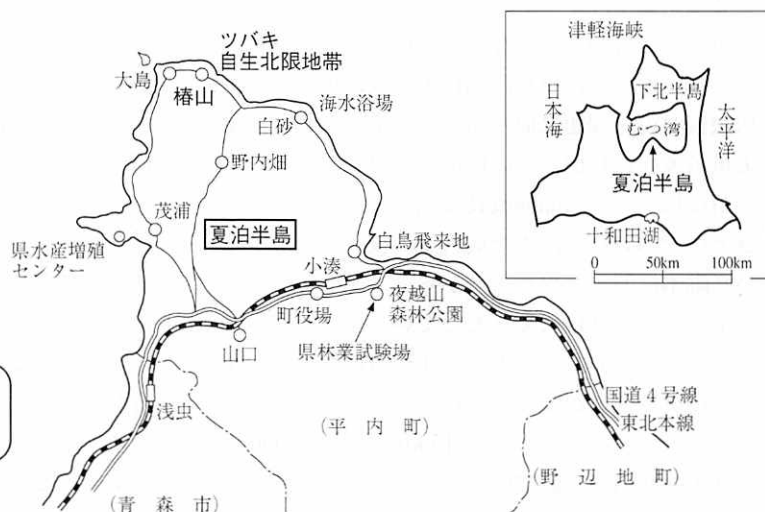 ツバキ
自生北限地帯
大島
椿山
海水浴場
白砂
野内畑
茂浦
夏泊半島
県水産増殖
センター
白鳥飛来地
小湊
夜越山
森林公園
町役場
県林業試験場
山口
浅虫
国道4号線
東北本線
(平内町)
(野辺地町)
(青森市)
津軽海峡
日本海
下北半島
太平洋
むつ湾
夏泊半島
十和田湖
0 50km 100km